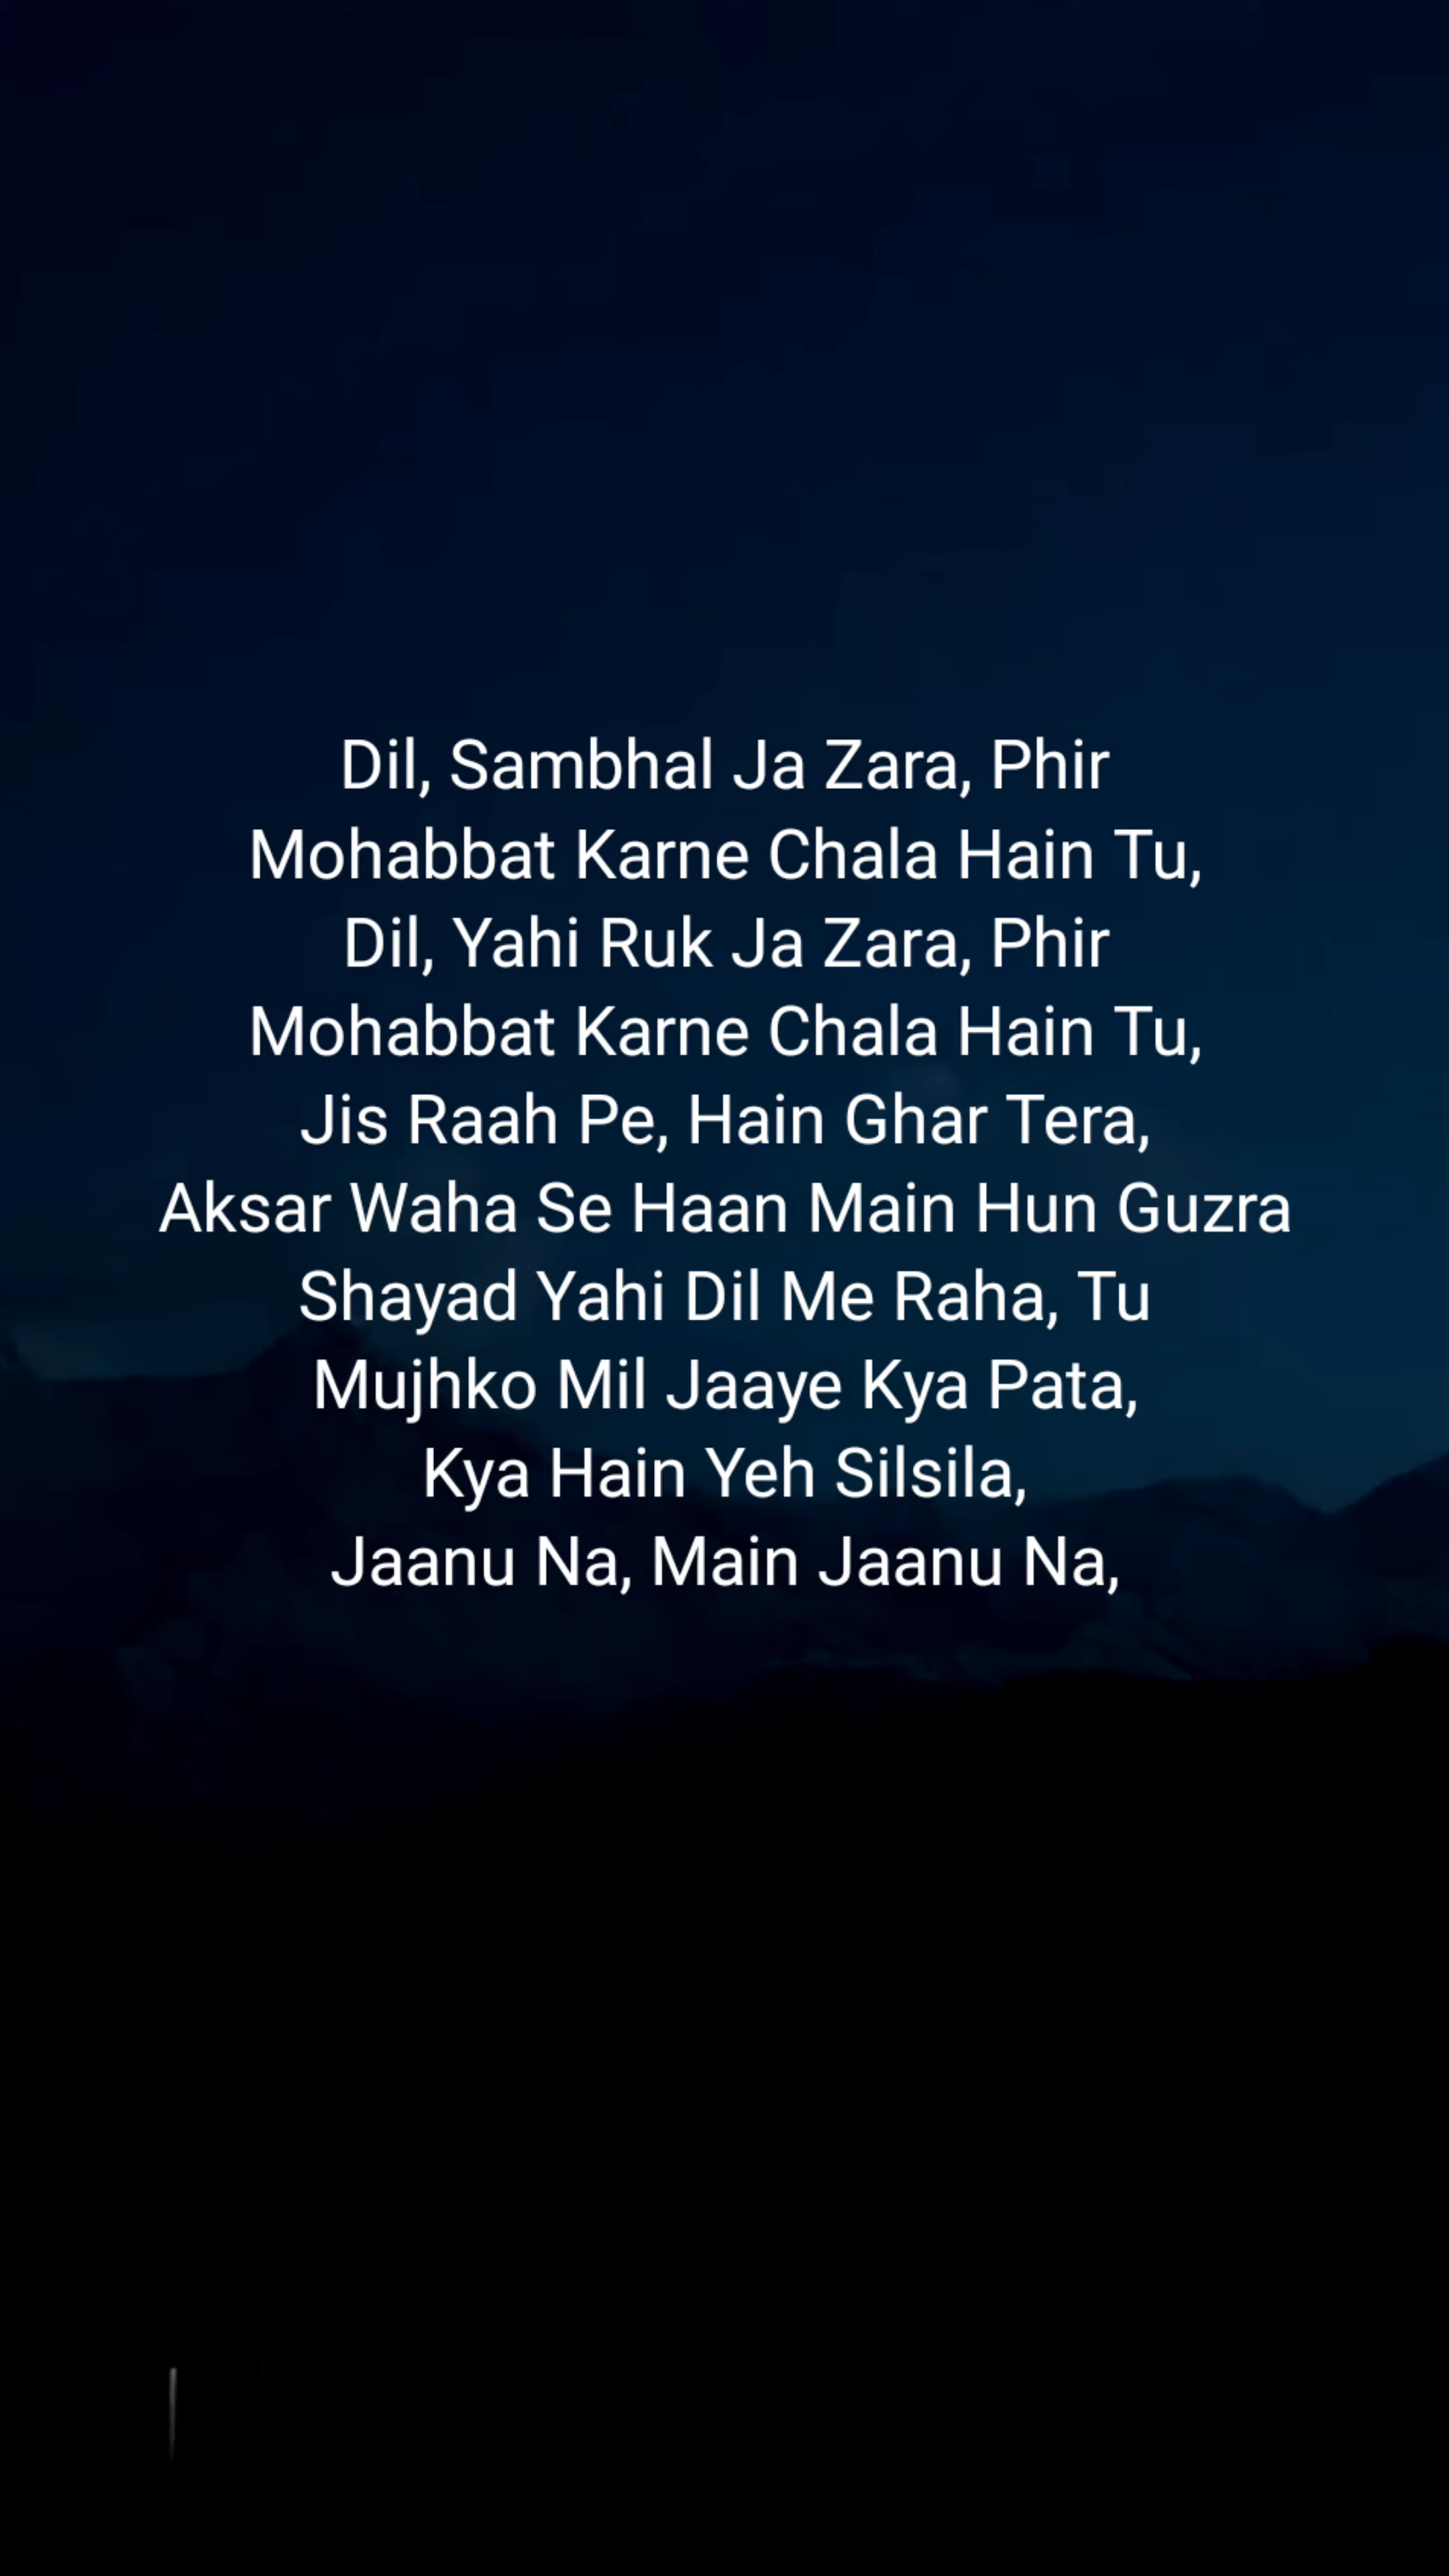 Dil, Sambhal Ja Zara, Phir
Mohabbat Karne Chala Hain Tu,
Dil, Yahi Ruk Ja Zara, Phir
Mohabbat Karne Chala Hain Tu,
Jis Raah Pe, Hain Ghar Tera,
Aksar Waha Se Haan Main Hun Guzra
Shayad Yahi Dil Me Raha, Tu
Mujhko Mil Jaaye Kya Pata,
Kya Hain Yeh Silsila,
Jaanu Na, Main Jaanu Na,